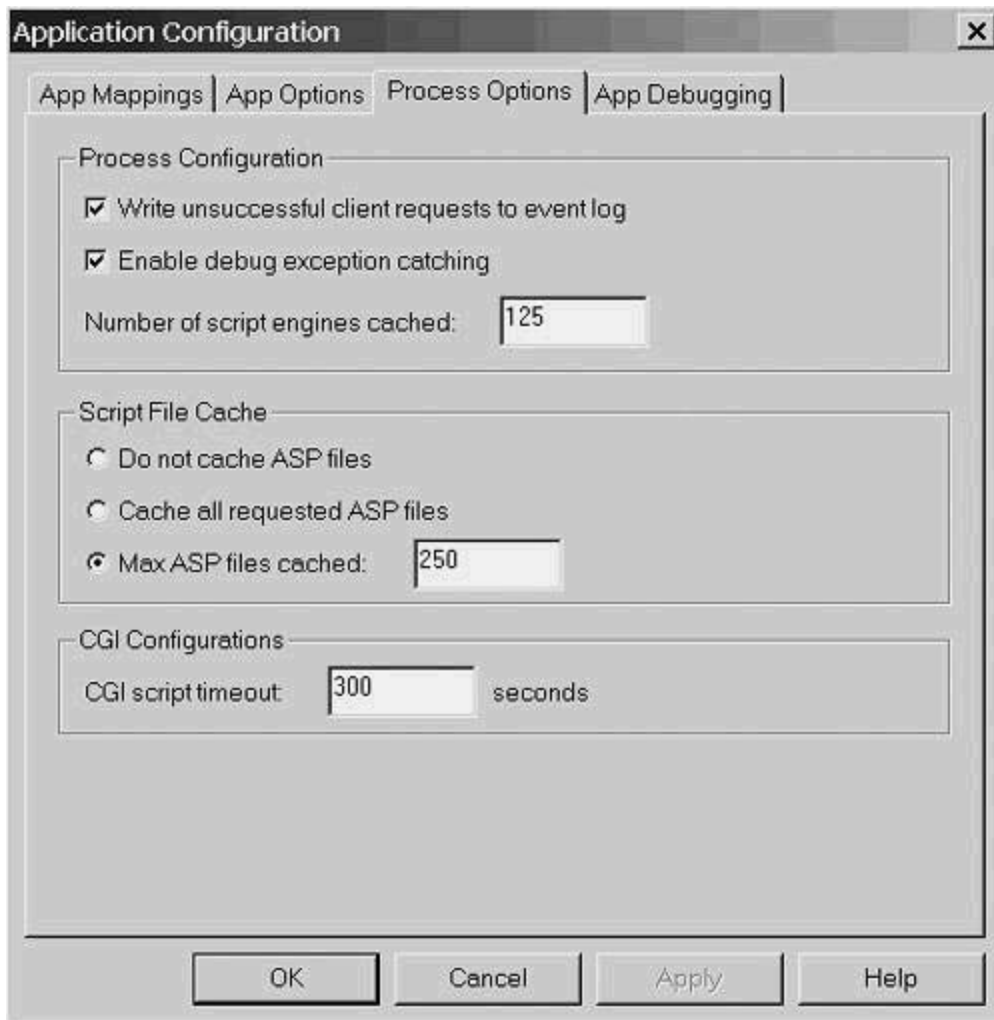 Application Configuration
App Mappings App Options Process Options App Debugging
Process Configuration
Write unsuccessful client requests to event log
Enable debug exception catching
Number of script engines cached: 125
Script File Cache
Do not cache ASP files
Cache all requested ASP files
Max ASP files cached: 250
CGI Configurations
CGI script timeout: 300 seconds
OK Cancel Apply Help